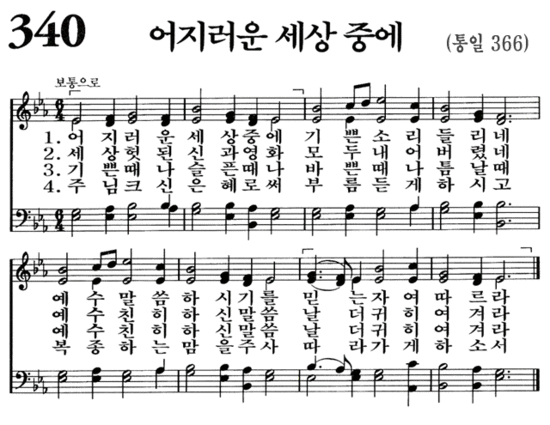 340 어지러운 세상 중에 (통일 366)
보통으로
1. 어 지 러 운 세 상 중 에 기 쁜 소 리 들 리 네
2. 세 상 헛 된 신 과 영 화 모 두 내 어 버 렸 네
3. 기 쁜 때 나 슬 픈 때 나 바 쁜 때 나 틈 날 때
4. 주 님 크 신 은 혜 로 써 부 름 듣 게 하 시 고
예 수 말 씀 하 시 기 를 믿 는 자 여 따 르 라
예 수 친 히 하 신 말 씀 날 더 귀 히 여 겨 라
예 수 친 히 하 신 말 씀 날 더 귀 히 여 겨 라
복 종 하 는 맘 을 주 사 따 라 가 게 하 소 서